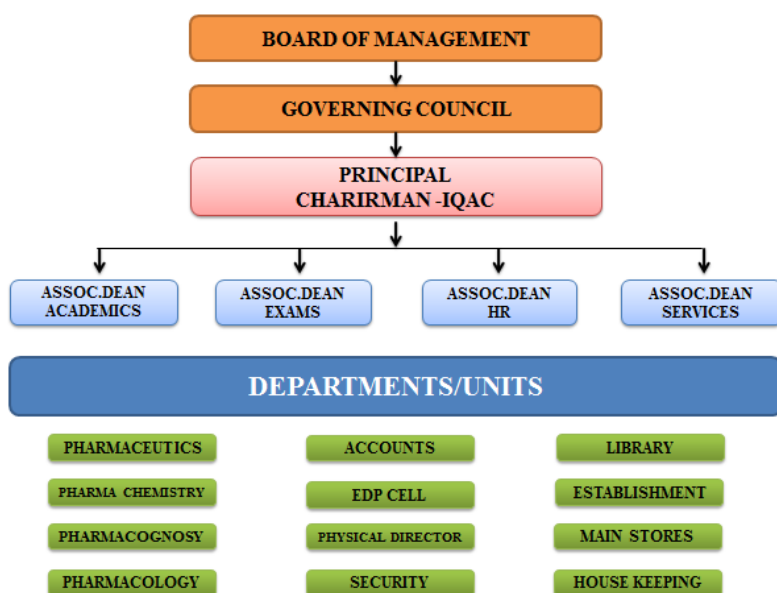 BOARD OF MANAGEMENT
GOVERNING COUNCIL
PRINCIPAL
CHARIRMAN -IQAC
ASSOC.DEAN
ACADEMICS
ASSOC.DEAN
EXAMS
ASSOC.DEAN
HR
ASSOC.DEAN
SERVICES
DEPARTMENTS/UNITS
PHARMACEUTICS
ACCOUNTS
LIBRARY
PHARMA CHEMISTRY
EDP CELL
ESTABLISHMENT
PHARMACOGNOSY
PHYSICAL DIRECTOR
MAIN STORES
PHARMACOLOGY
SECURITY
HOUSE KEEPING